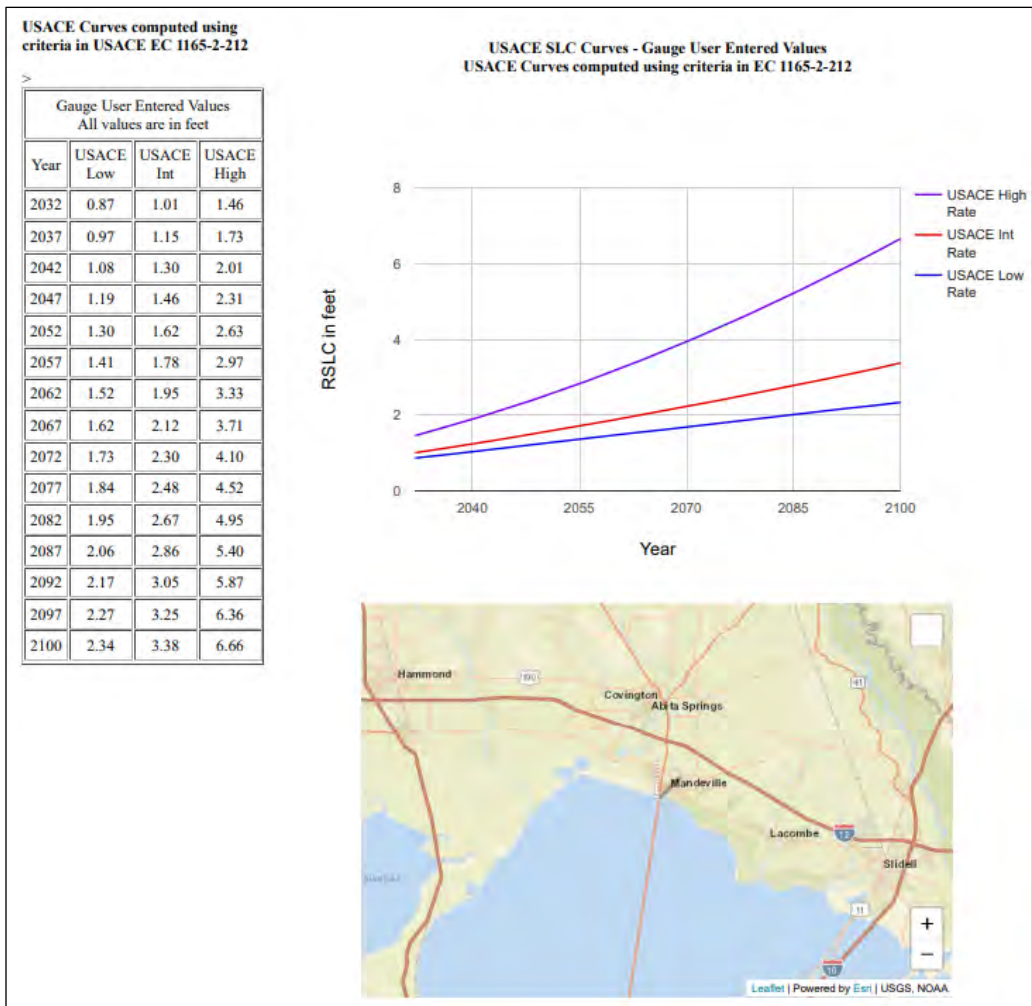 USACE Curves computed using
criteria in USACE EC 1165-2-212
>
Gauge User Entered Values
All values are in feet
Year USACE Low USACE Int USACE High
2032 0.87 1.01 1.46
2037 0.97 1.15 1.73
2042 1.08 1.30 2.01
2047 1.19 1.46 2.31
2052 1.30 1.62 2.63
2057 1.41 1.78 2.97
2062 1.52 1.95 3.33
2067 1.62 2.12 3.71
2072 1.73 2.30 4.10
2077 1.84 2.48 4.52
2082 1.95 2.67 4.95
2087 2.06 2.86 5.40
2092 2.17 3.05 5.87
2097 2.27 3.25 6.36
2100 2.34 3.38 6.66
USACE SLC Curves - Gauge User Entered Values
USACE Curves computed using criteria in EC 1165-2-212
8
6
4
2
0
RSLC in feet
2040 2055 2070 2085 2100
Year
USACE High
Rate
USACE Int
Rate
USACE Low
Rate
Hammond
190
41
Covington
Abita Springs
Mandeville
Lacombe
12
Slidell
11
10
+
−
Leaflet | Powered by Esri | USGS, NOAA